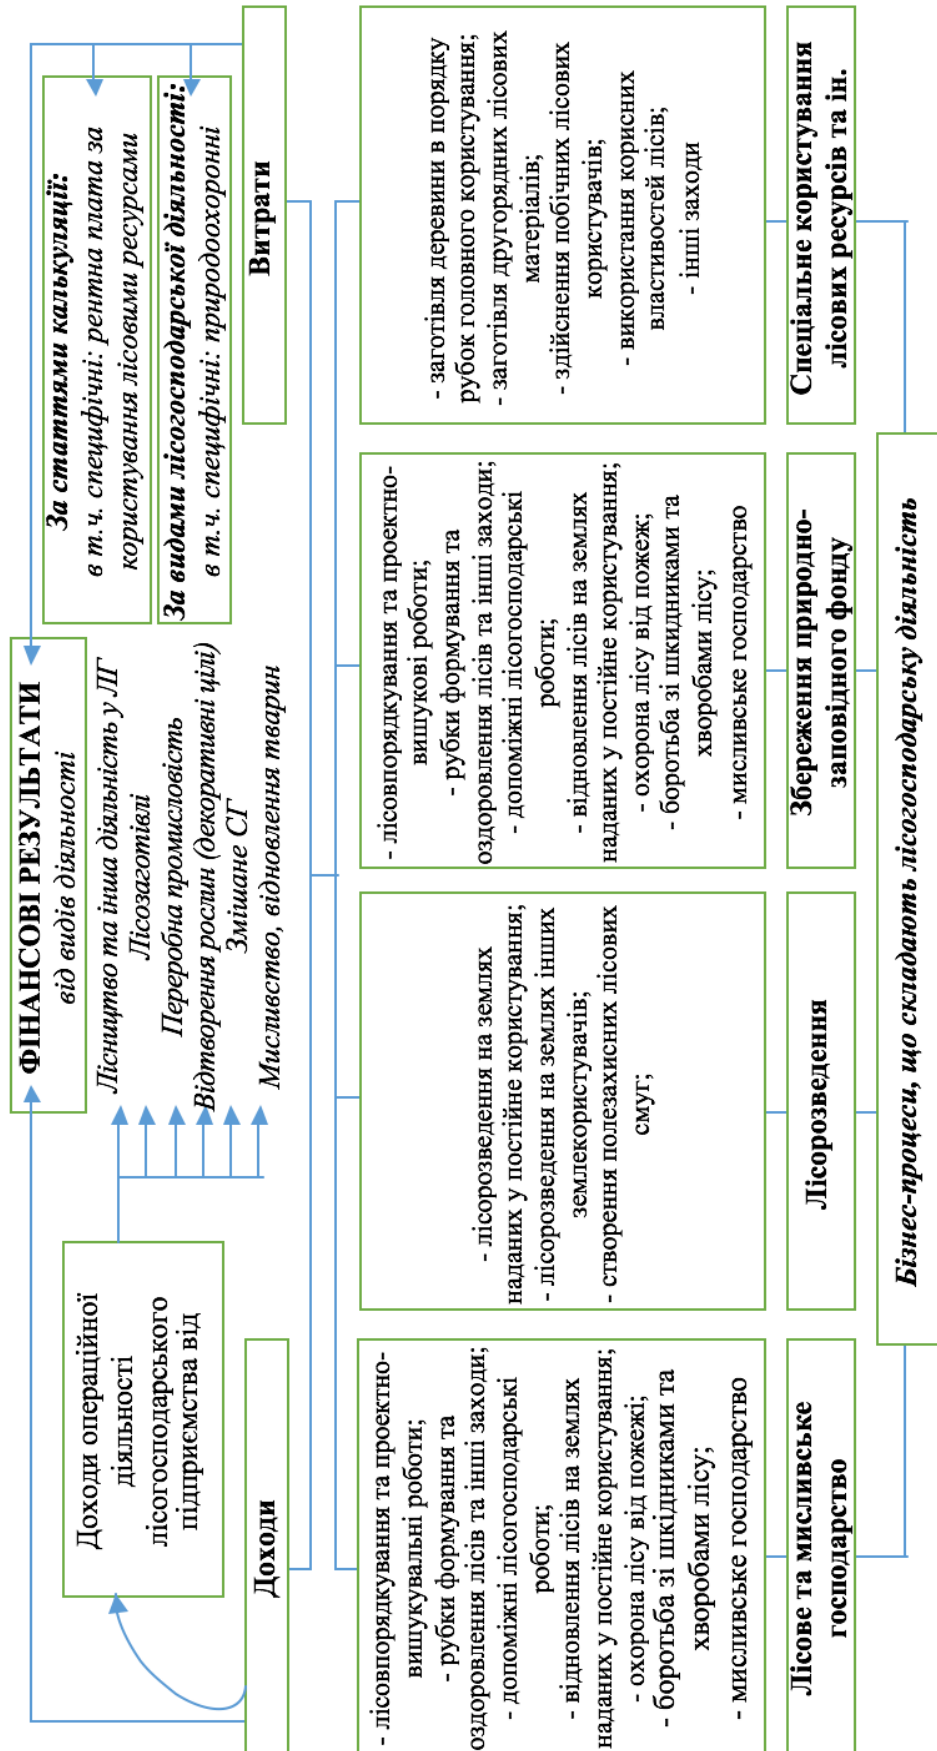 ФІНАНСОВІ РЕЗУЛЬТАТИ
від видів діяльності
Доходи операційної
діяльності
лісогосподарського
підприємства від
Лісництво та інша діяльність у ЛГ
Лісозаготівлі
Переробна промисловість
Відтворення рослин (декоративні цілі)
Змішане СГ
Мисливство, відновлення тварин
За статтями калькуляції:
в т.ч. специфічні: рентна плата за
користування лісовими ресурсами
За видами лісогосподарської діяльності:
в т.ч. специфічні: природоохоронні
Доходи
Витрати
- лісовпорядкування та проектно-
вишукувальні роботи;
- рубки формування та
оздоровлення лісів та інші заходи;
- допоміжні лісогосподарські
роботи;
- відновлення лісів на землях
наданих у постійне користування;
- охорона лісу від пожежі;
- боротьба зі шкідниками та
хворобами лісу;
- мисливське господарство
- лісорозведення на землях
наданих у постійне користування;
- лісорозведення на землях інших
землекористувачів;
- створення полезахисних лісових
смуг;
- лісовпорядкування та проектно-
вишукові роботи;
- рубки формування та
оздоровлення лісів та інші заходи;
- допоміжні лісогосподарські
роботи;
- відновлення лісів на землях
наданих у постійне користування;
- охорона лісу від пожеж;
- боротьба зі шкидниками та
хворобами лісу;
- мисливське господарство
- заготівля деревини в порядку
рубок головного користування;
- заготівля другорядних лісових
матеріалів;
- здійснення побічних лісових
користувачів;
- використання корисних
властивостей лісів;
- інші заходи
Лісове та мисливське
господарство
Лісорозведення
Збереження природно-
заповідного фонду
Спеціальне користування
лісових ресурсів та ін.
Бізнес-процеси, що складають лісогосподарську діяльність